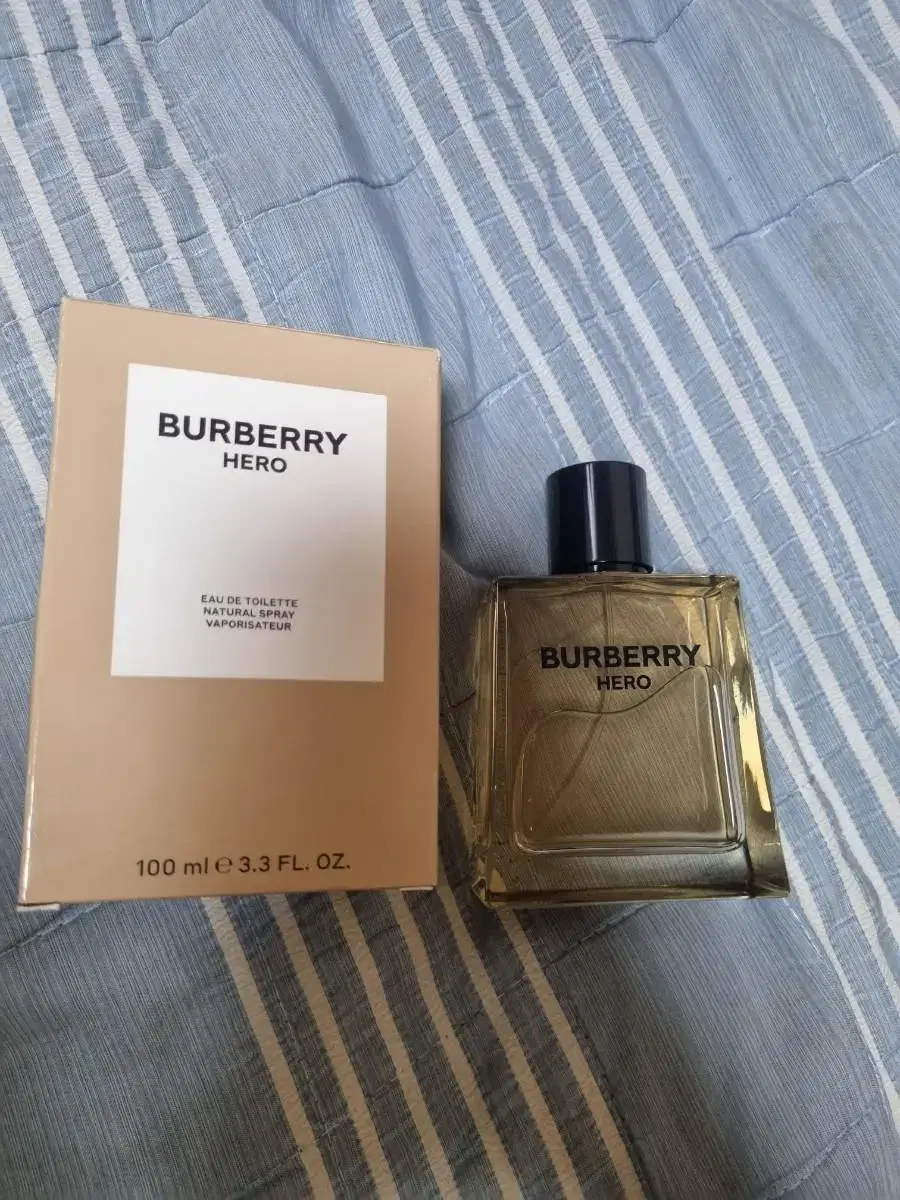 BURBERRY
HERO
EAU DE TOILETTE
NATURAL SPRAY
VAPORISATEUR
100 ml ℮ 3.3 FL. OZ.
BURBERRY
HERO